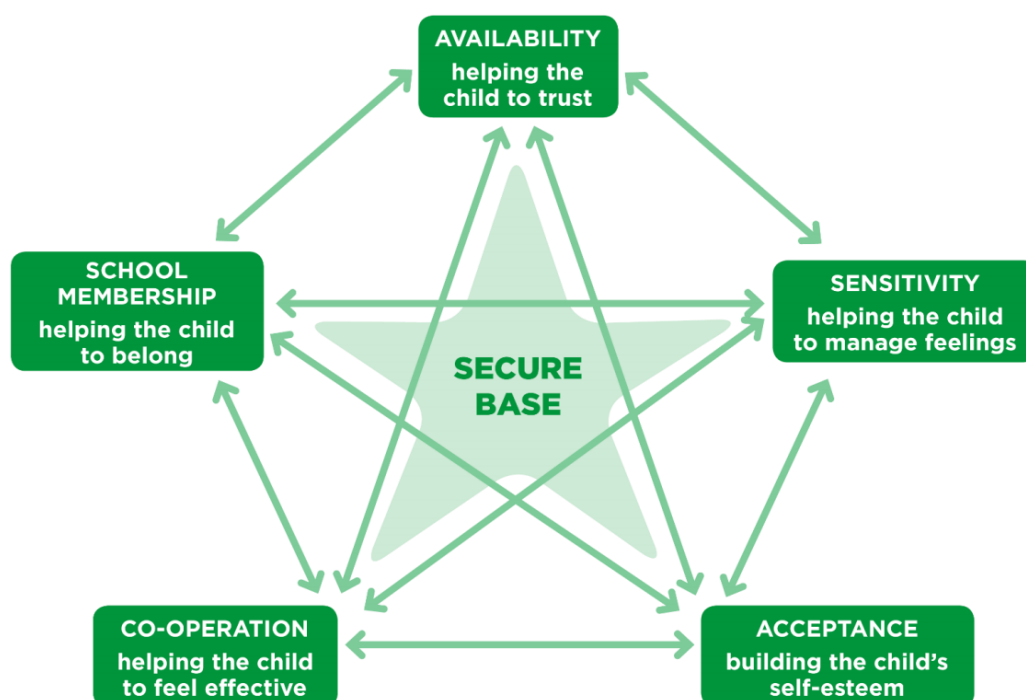 AVAILABILITY
helping the
child to trust
SCHOOL
MEMBERSHIP
helping the child
to belong
SENSITIVITY
helping the child
to manage feelings
SECURE
BASE
CO-OPERATION
helping the child
to feel effective
ACCEPTANCE
building the child’s
self-esteem